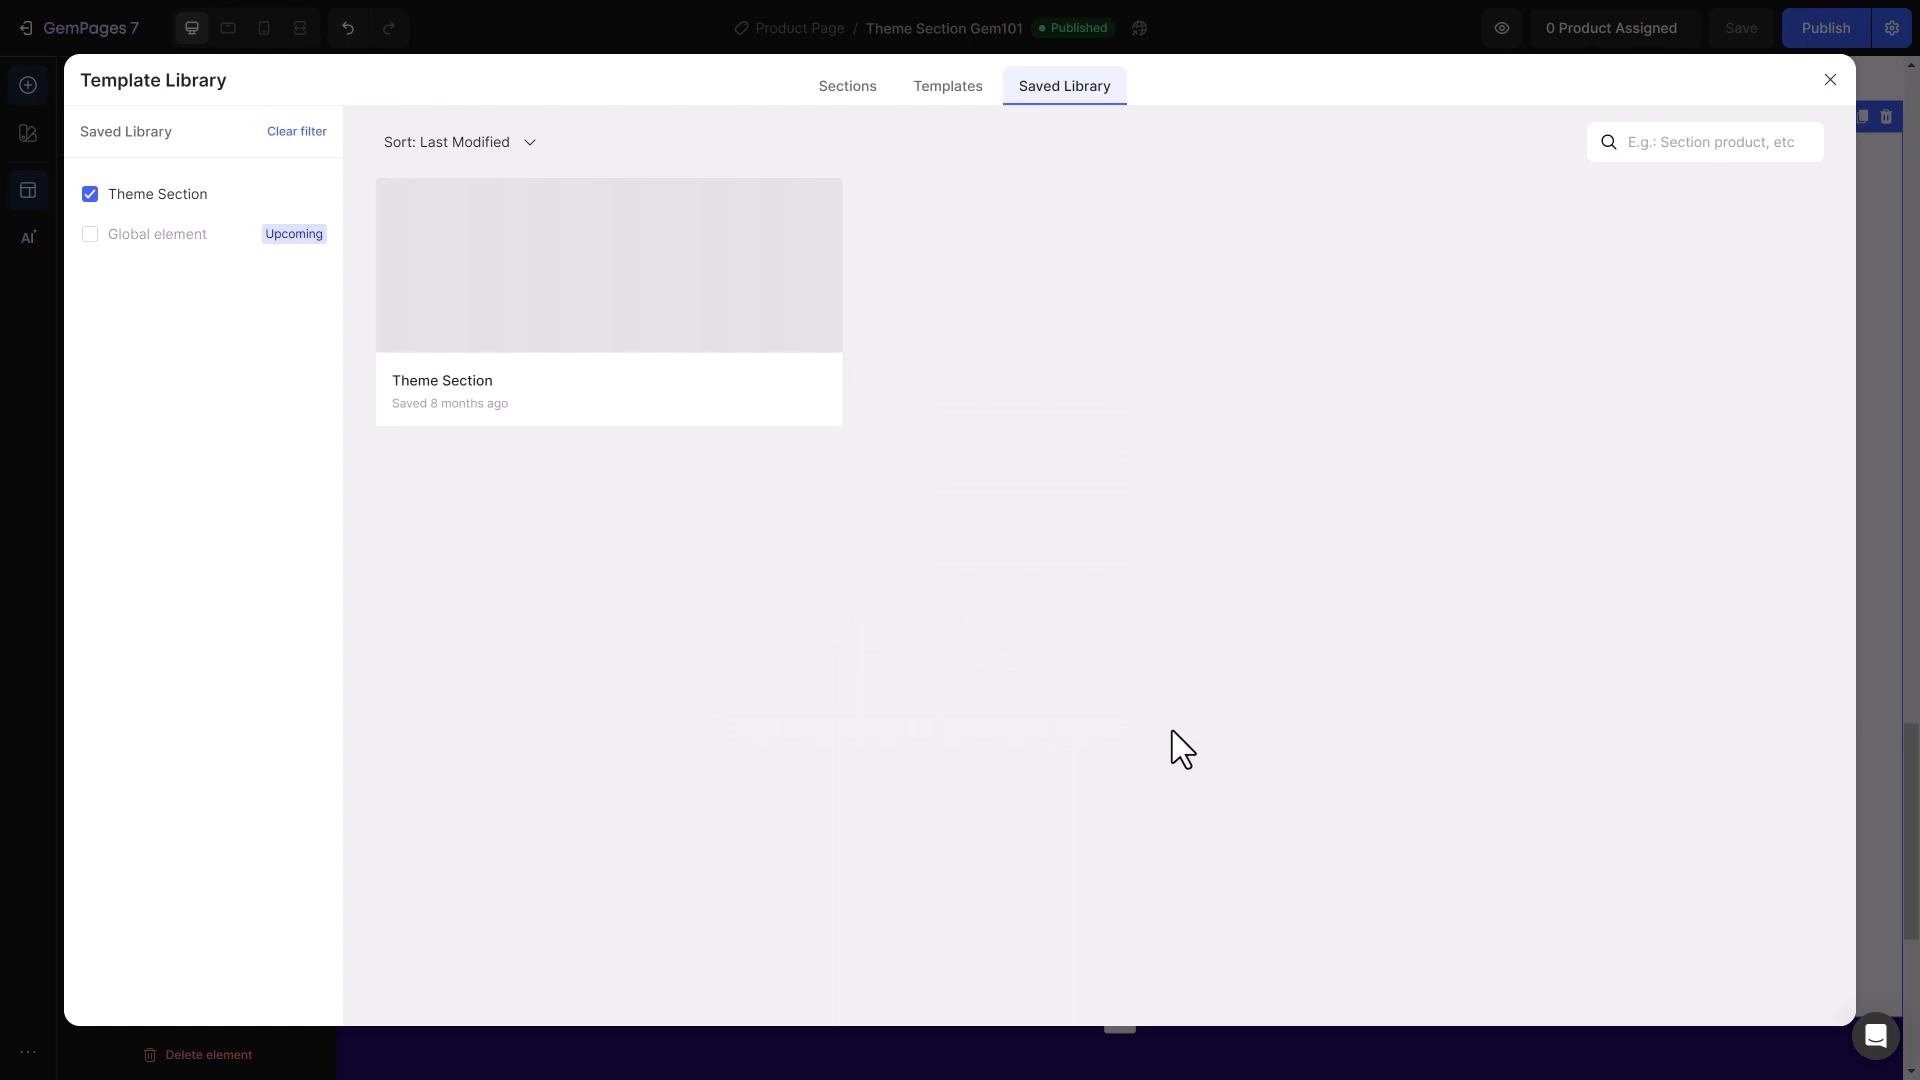 GemPages 7
Product Page / Theme Section Gem101
Published
0 Product Assigned
Save
Publish
Template Library
Sections
Templates
Saved Library
Saved Library
Clear filter
Theme Section
Global element
Upcoming
AI
Sort: Last Modified
E.g.: Section product, etc
Theme Section
Saved 8 months ago
Delete element